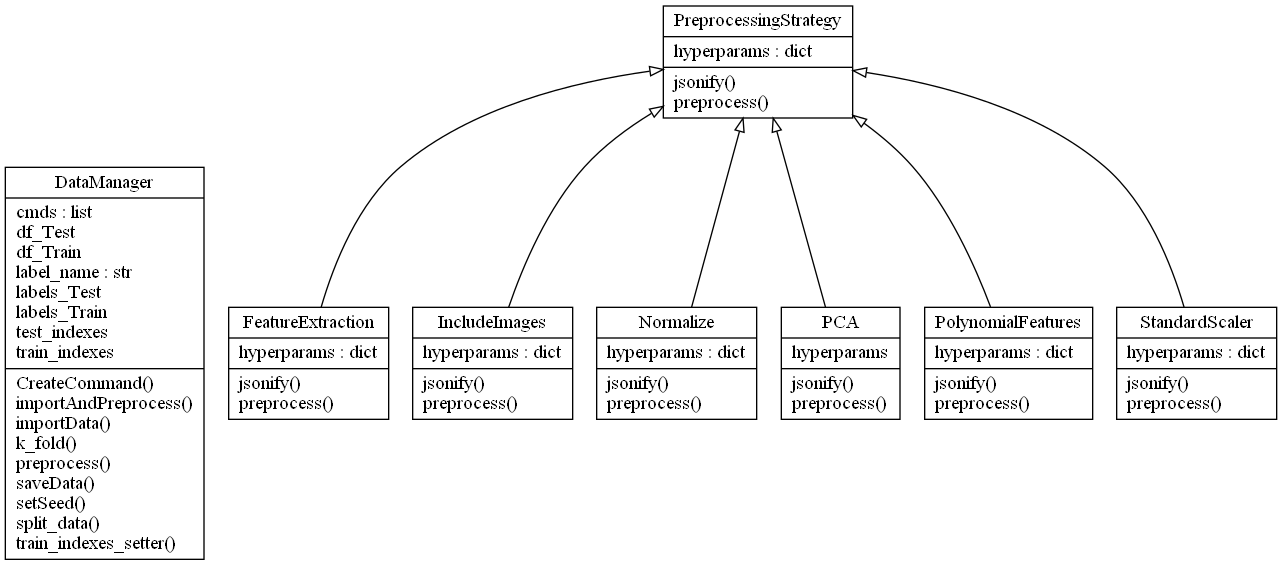 PreprocessingStrategy
hyperparams : dict
jsonify()
preprocess()
DataManager
cmds : list
df_Test
df_Train
label_name : str
labels_Test
labels_Train
test_indexes
train_indexes
CreateCommand()
importAndPreprocess()
importData()
k_fold()
preprocess()
saveData()
setSeed()
split_data()
train_indexes_setter()
FeatureExtraction
hyperparams : dict
jsonify()
preprocess()
IncludeImages
hyperparams : dict
jsonify()
preprocess()
Normalize
hyperparams : dict
jsonify()
preprocess()
PCA
hyperparams
jsonify()
preprocess()
PolynomialFeatures
hyperparams : dict
jsonify()
preprocess()
StandardScaler
hyperparams : dict
jsonify()
preprocess()